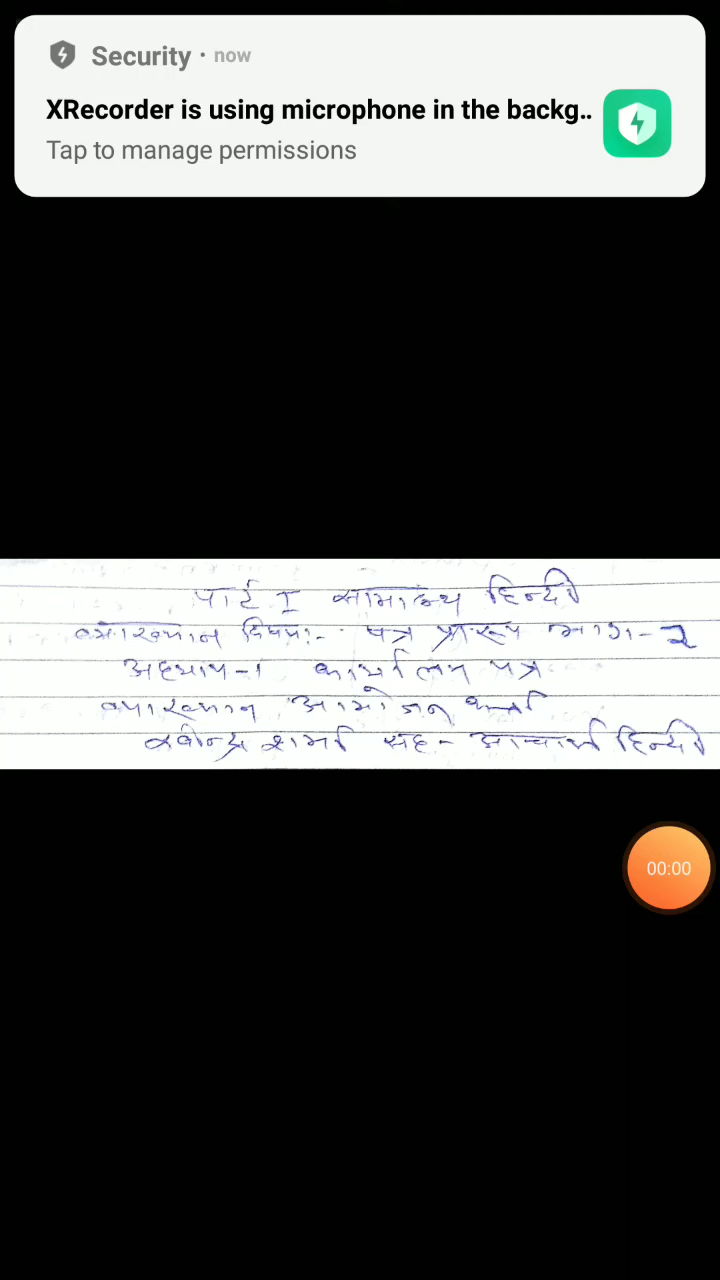 Security • now
XRecorder is using microphone in the backg..
Tap to manage permissions
पार्ट I सामान्य हिन्दी
व्याख्यान विषय:- पत्र प्रारूप भाग-2
अध्याय-1 कार्यालय पत्र
व्याख्यान आयोजन कर्ता
रवीन्द्र शर्मा सह-आचार्य हिन्दी
00:00